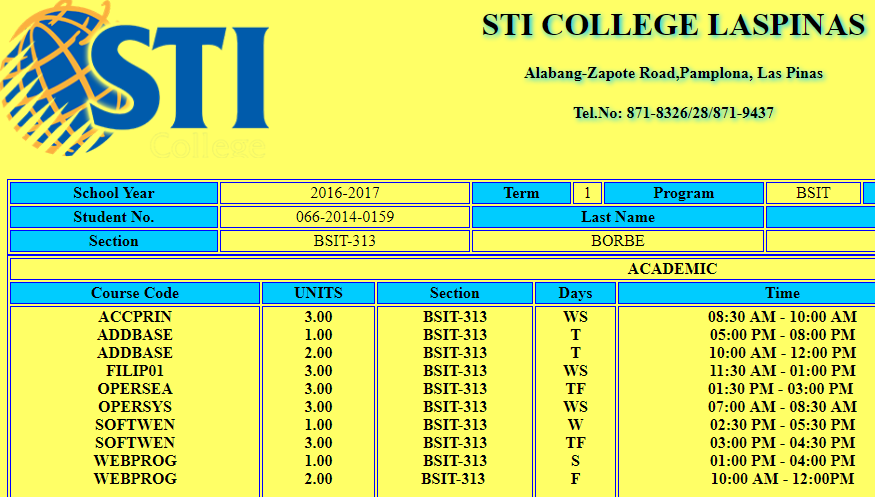 STI
College
STI COLLEGE LASPINAS
Alabang-Zapote Road,Pamplona, Las Pinas
Tel.No: 871-8326/28/871-9437
School Year 2016-2017 Term 1 Program BSIT
Student No. 066-2014-0159 Last Name
Section BSIT-313 BORBE
ACADEMIC
Course Code UNITS Section Days Time
ACCPRIN 3.00 BSIT-313 WS 08:30 AM - 10:00 AM
ADDBASE 1.00 BSIT-313 T 05:00 PM - 08:00 PM
ADDBASE 2.00 BSIT-313 T 10:00 AM - 12:00 PM
FILIP01 3.00 BSIT-313 WS 11:30 AM - 01:00 PM
OPERSEA 3.00 BSIT-313 TF 01:30 PM - 03:00 PM
OPERSYS 3.00 BSIT-313 WS 07:00 AM - 08:30 AM
SOFTWEN 1.00 BSIT-313 W 02:30 PM - 05:30 PM
SOFTWEN 3.00 BSIT-313 TF 03:00 PM - 04:30 PM
WEBPROG 1.00 BSIT-313 S 01:00 PM - 04:00 PM
WEBPROG 2.00 BSIT-313 F 10:00 AM - 12:00PM